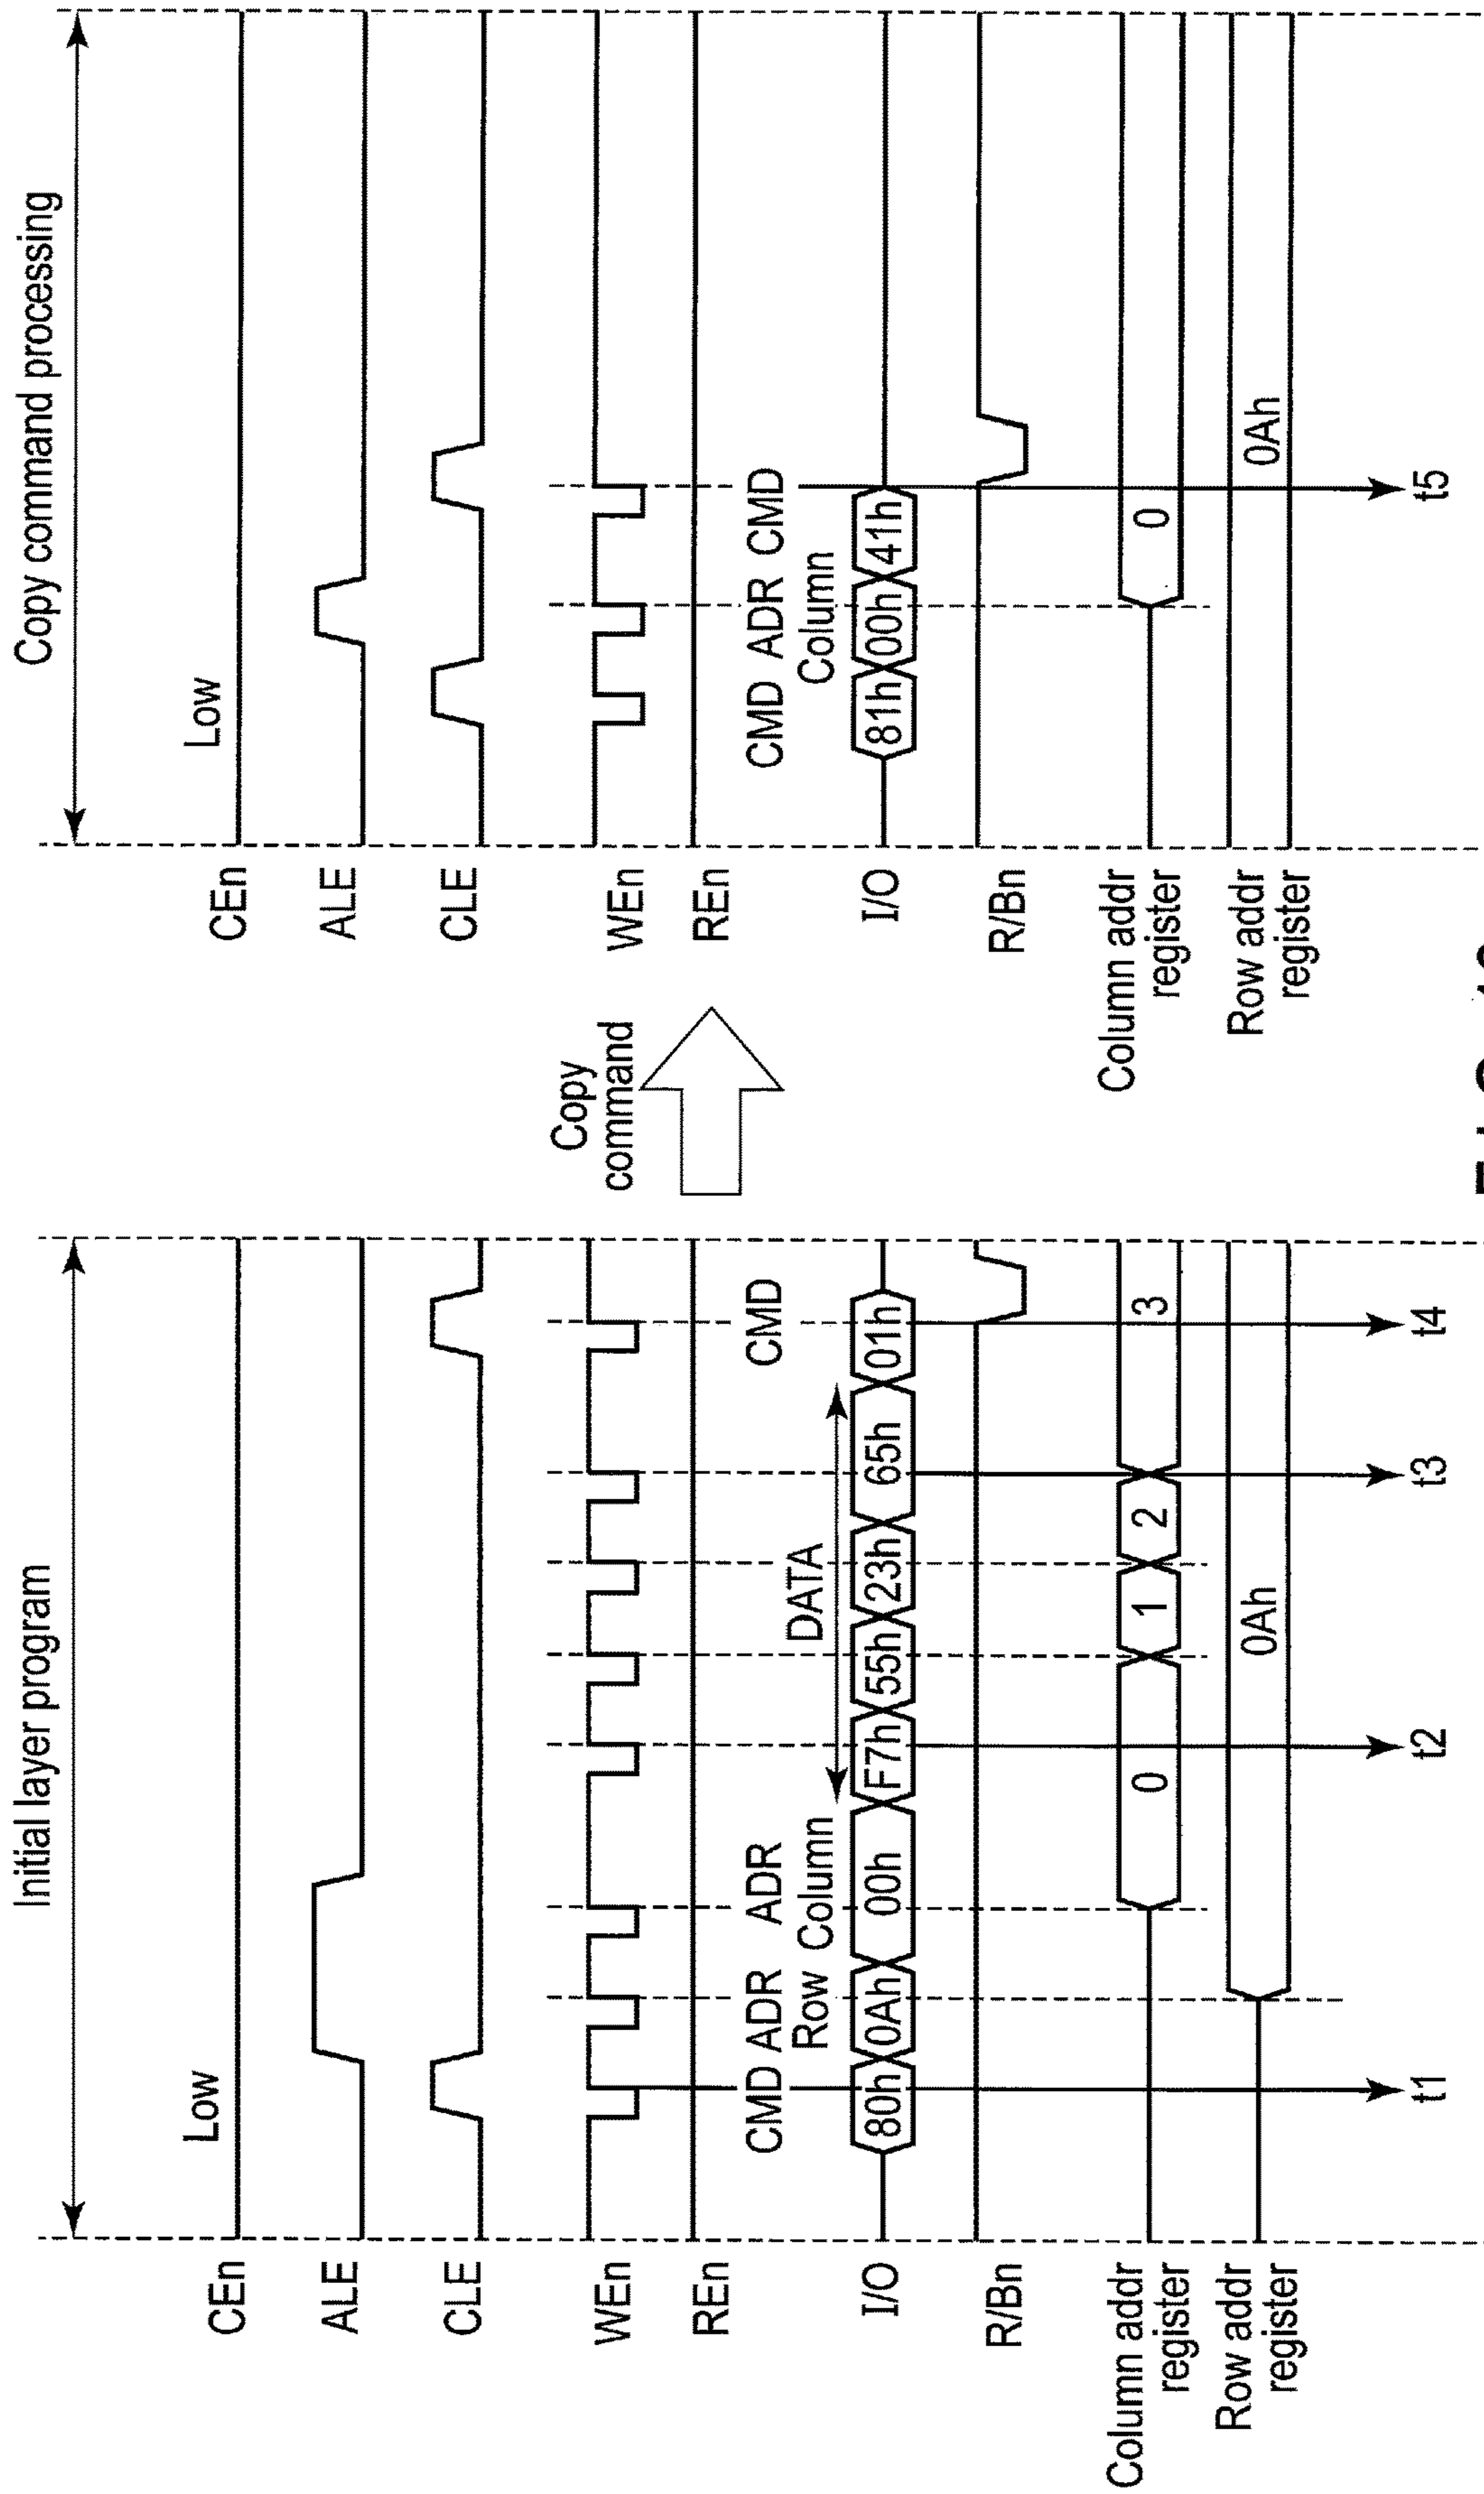 Initial layer program
CEn
Low
ALE
CLE
WEn
REn
CMD ADR ADR CMD
Row Column DATA
I/O 80h 0Ah 00h F7h 55h 23h 65h 01h
R/Bn
Column addr
register
0 1 2 3
Row addr
register
0Ah
t1 t2 t3 t4
Copy
command
Copy command processing
CEn
Low
ALE
CLE
WEn
REn
CMD ADR CMD
Column
I/O 81h 00h 41h
R/Bn
Column addr
register
0
Row addr
register
0Ah
t5